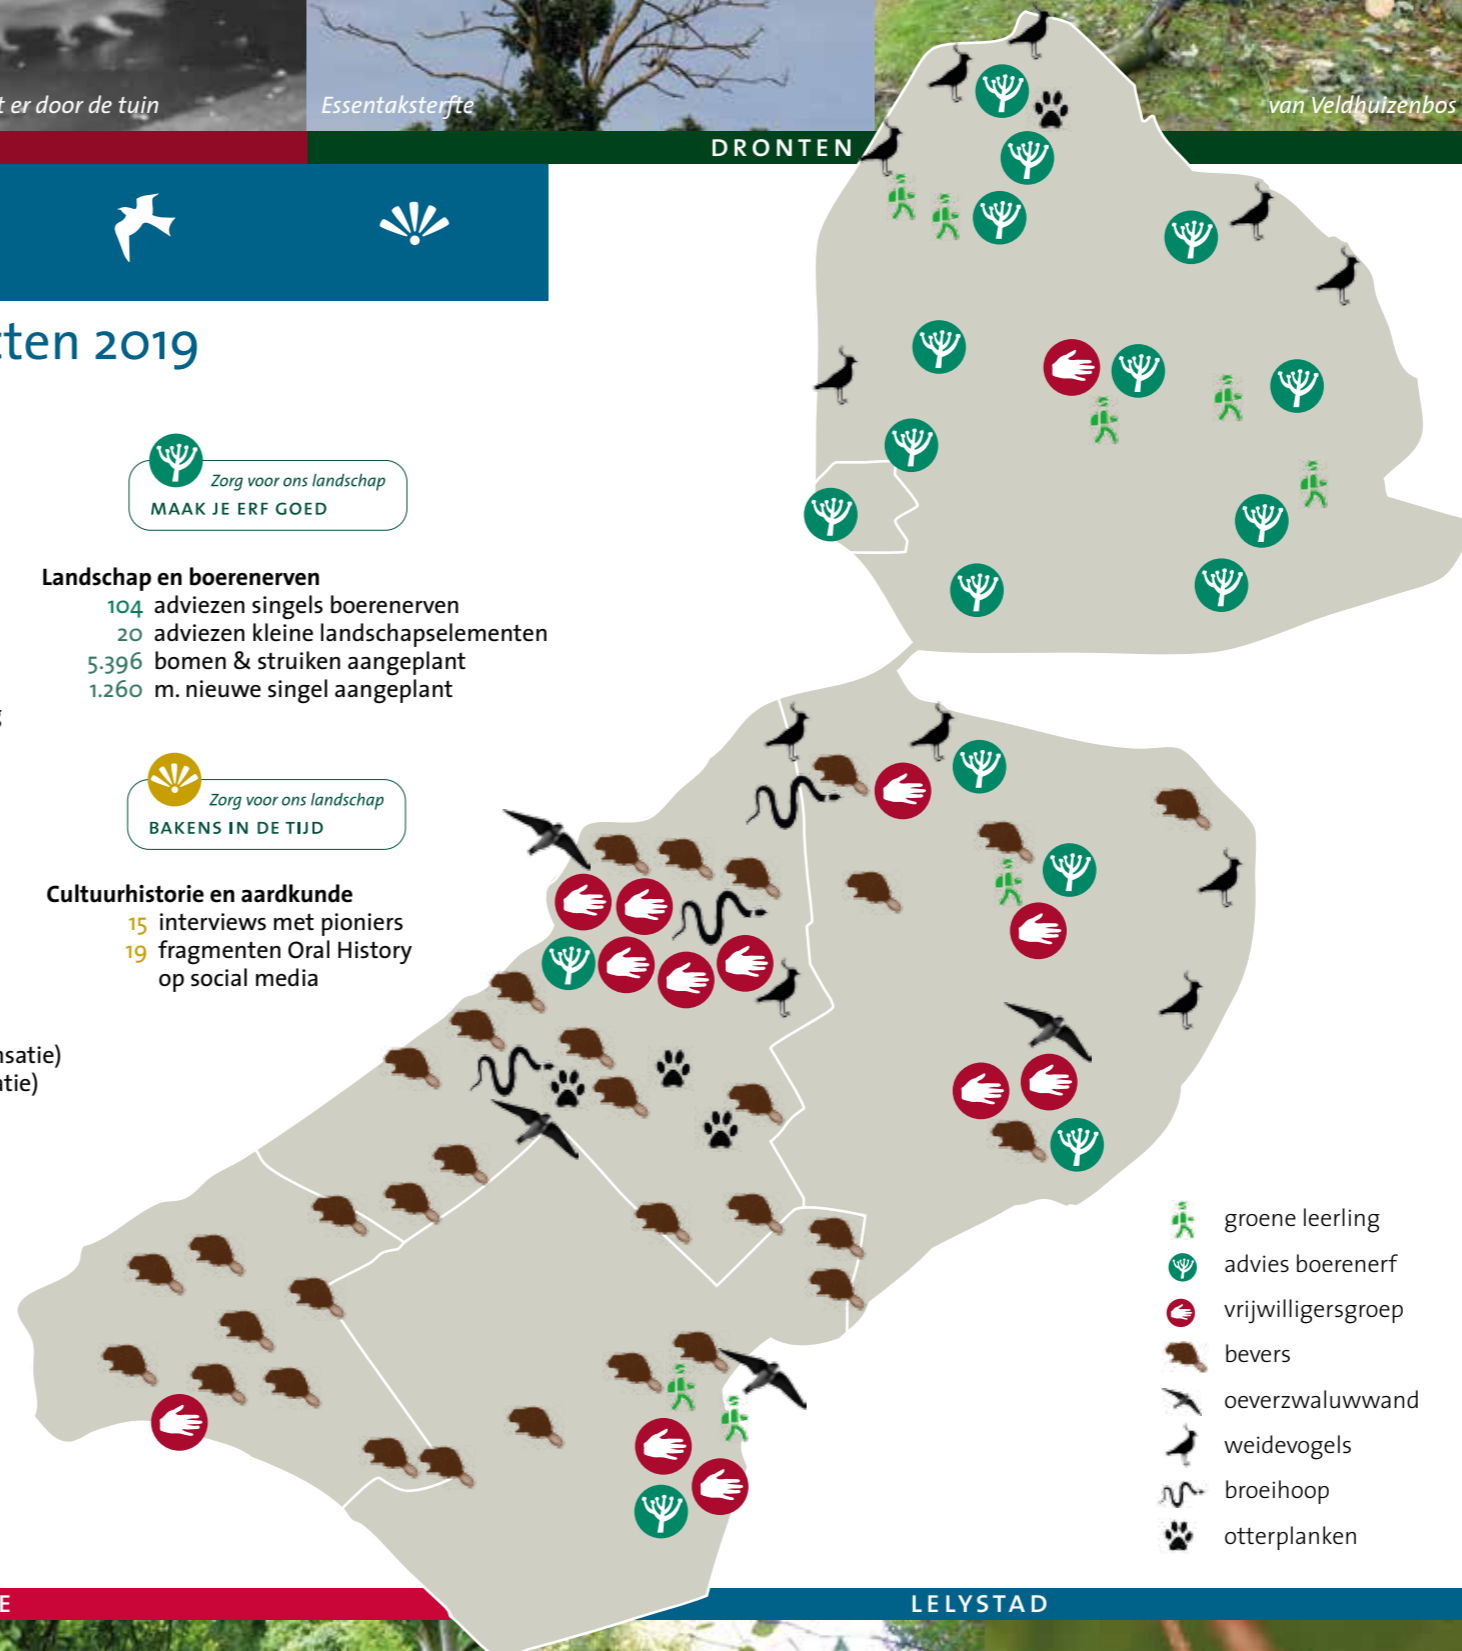 t er door de tuin
Essentaksterfte
van Veldhuizenbos
DRONTEN
tten 2019
Zorg voor ons landschap
MAAK JE ERF GOED
Landschap en boerenerven
104 adviezen singels boerenerven
20 adviezen kleine landschapselementen
5.396 bomen & struiken aangeplant
1.260 m. nieuwe singel aangeplant
g
Zorg voor ons landschap
BAKENS IN DE TIJD
Cultuurhistorie en aardkunde
15 interviews met pioniers
19 fragmenten Oral History
op social media
nsatie)
atie)
groene leerling
advies boerenerf
vrijwilligersgroep
bevers
oeverzwaluwwand
weidevogels
broeihoop
otterplanken
E
LELYSTAD